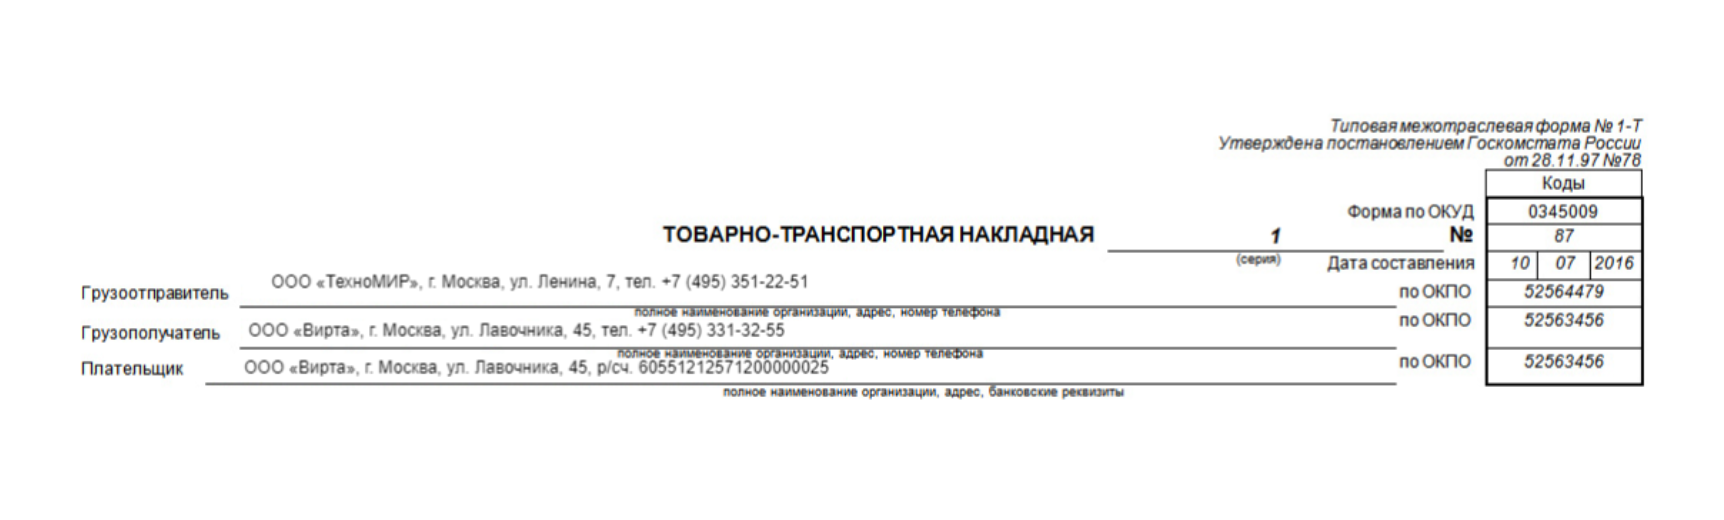 Типовая межотраслевая форма № 1-Т
Утверждена постановлением Госкомстата России
от 28.11.97 №78
Коды
Форма по ОКУД 0345009
ТОВАРНО-ТРАНСПОРТНАЯ НАКЛАДНАЯ 1 № 87
(серия) Дата составления 10 07 2016
Грузоотправитель ООО «ТехноМИР», г. Москва, ул. Ленина, 7, тел. +7 (495) 351-22-51 по ОКПО 52564479
полное наименование организации, адрес, номер телефона
Грузополучатель ООО «Вирта», г. Москва, ул. Лавочника, 45, тел. +7 (495) 331-32-55 по ОКПО 52563456
полное наименование организации, адрес, номер телефона
Плательщик ООО «Вирта», г. Москва, ул. Лавочника, 45, р/сч. 60551212571200000025 по ОКПО 52563456
полное наименование организации, адрес, банковские реквизиты